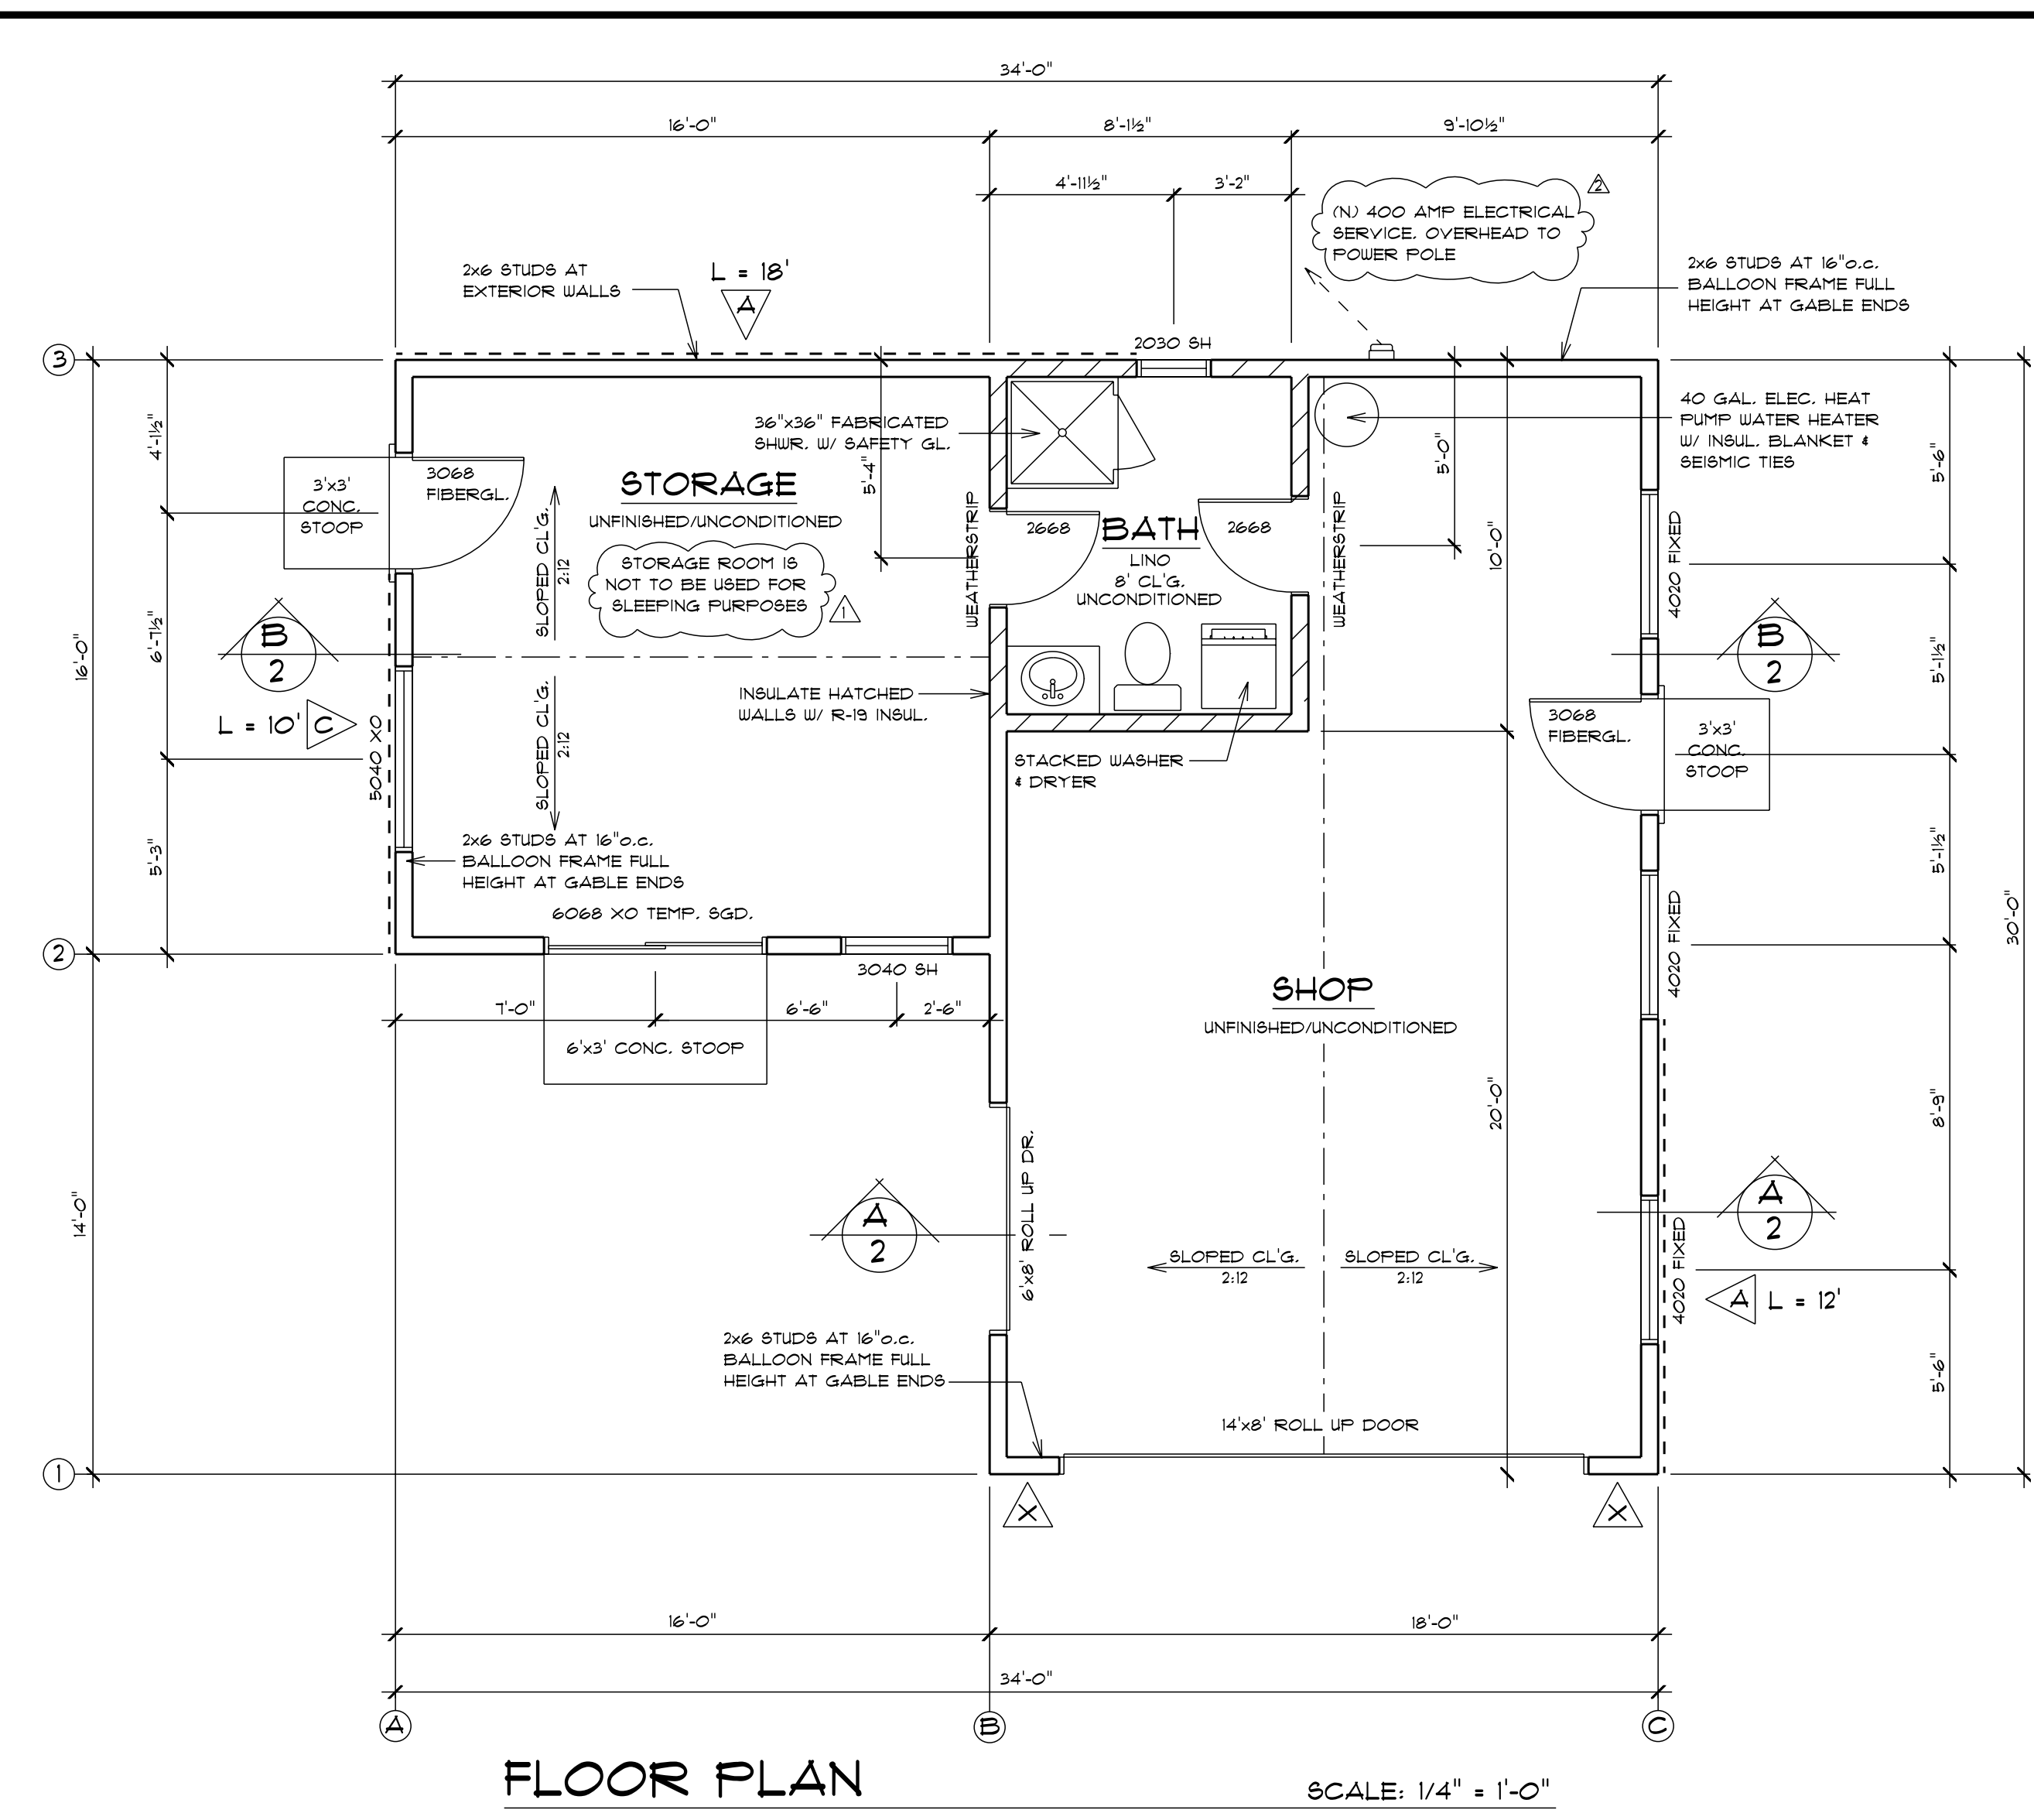 34'-0"
16'-0"
8'-1½"
9'-10½"
4'-11½"
3'-2"
2
(N) 400 AMP ELECTRICAL
SERVICE. OVERHEAD TO
POWER POLE
2x6 STUDS AT
EXTERIOR WALLS
L = 18'
A
2x6 STUDS AT 16"o.c.
BALLOON FRAME FULL
HEIGHT AT GABLE ENDS
3
2030 SH
40 GAL. ELEC. HEAT
PUMP WATER HEATER
W/ INSUL. BLANKET &
SEISMIC TIES
36"x36" FABRICATED
SHWR. W/ SAFETY GL.
4'-1½"
5'-4"
5'-0"
5'-6"
3'x3'
CONC.
STOOP
3068
FIBERGL.
STORAGE
UNFINISHED/UNCONDITIONED
STORAGE ROOM IS
NOT TO BE USED FOR
SLEEPING PURPOSES
1
SLOPED CL'G.
2:12
WEATHERSTRIP
2668
BATH
LINO
8' CL'G.
UNCONDITIONED
2668
WEATHERSTRIP
10'-0"
4020 FIXED
16'-0"
6'-7½"
B
2
B
2
5'-1½"
L = 10'
C
5040 XO
SLOPED CL'G.
2:12
INSULATE HATCHED
WALLS W/ R-19 INSUL.
STACKED WASHER
& DRYER
3068
FIBERGL.
3'x3'
CONC.
STOOP
5'-3"
2x6 STUDS AT 16"o.c.
BALLOON FRAME FULL
HEIGHT AT GABLE ENDS
6068 XO TEMP. SGD.
5'-1½"
4020 FIXED
30'-0"
2
3040 SH
7'-0"
6'-6"
2'-6"
6'x3' CONC. STOOP
SHOP
UNFINISHED/UNCONDITIONED
20'-0"
8'-9"
14'-0"
A
2
6'x8' ROLL UP DR.
A
2
SLOPED CL'G.
2:12
SLOPED CL'G.
2:12
4020 FIXED
A
L = 12'
2x6 STUDS AT 16"o.c.
BALLOON FRAME FULL
HEIGHT AT GABLE ENDS
5'-6"
14'x8' ROLL UP DOOR
1
X
X
16'-0"
18'-0"
34'-0"
A
B
C
FLOOR PLAN
SCALE: 1/4" = 1'-0"